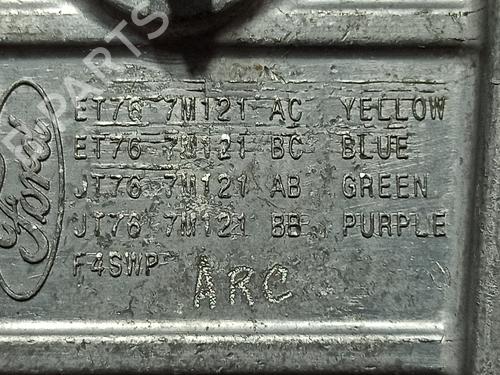 PARTS
Ford
ET76 7M121 AC YELLOW
ET76 7M121 BC BLUE
JT76 7M121 AB GREEN
JT76 7M121 BB PURPLE
F4SWP
ARC